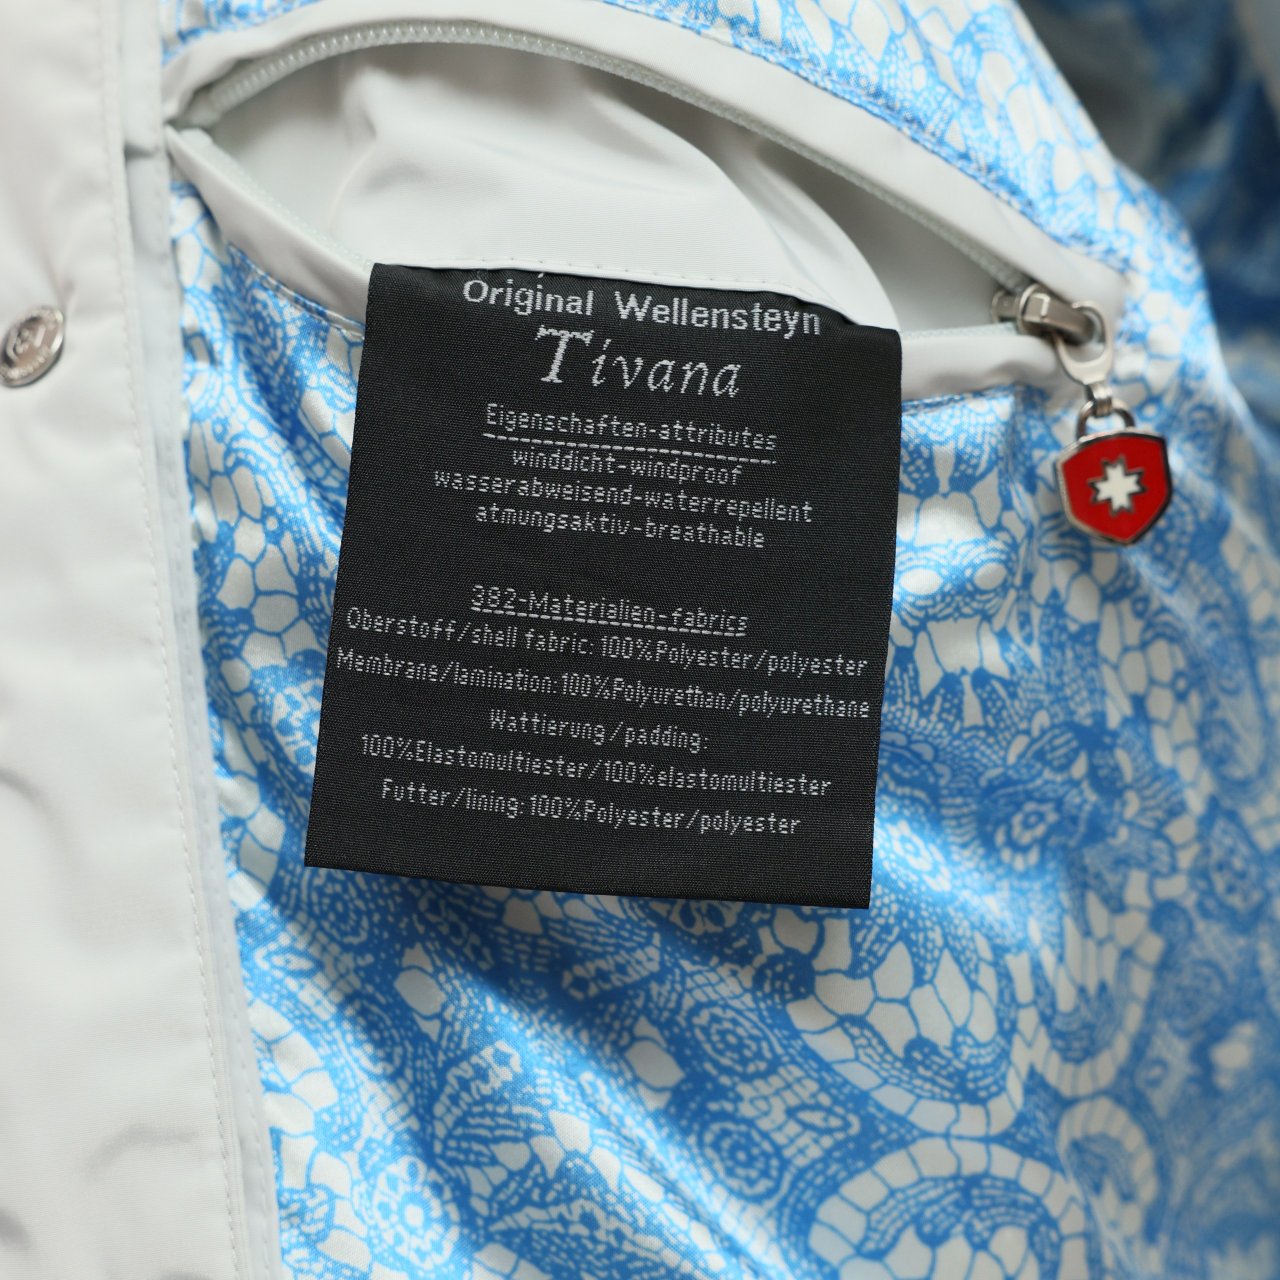 Original Wellensteyn
Tivana
Eigenschaften-attributes
winddicht-windproof
wasserabweisend-waterrepellent
atmungsaktiv-breathable
382-Materialien-fabrics
Oberstoff/shell fabric: 100%Polyester/polyester
Membrane/lamination:100%Polyurethan/polyurethane
Wattierung/padding:
100%Elastomultiester/100%elastomultiester
Futter/lining: 100%Polyester/polyester